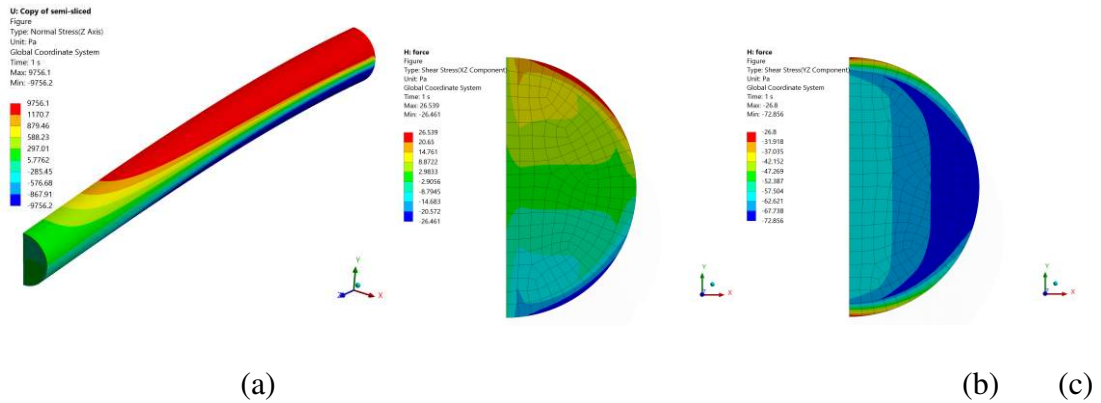 U: Copy of semi-sliced
Figure
Type: Normal Stress(Z Axis)
Unit: Pa
Global Coordinate System
Time: 1 s
Max: 9756.1
Min: -9756.2
9756.1
1170.7
879.46
588.23
297.01
5.7762
-285.45
-576.68
-867.91
-9756.2
Y
Z
X
H: force
Figure
Type: Shear Stress(XZ Component)
Unit: Pa
Global Coordinate System
Time: 1 s
Max: 26.539
Min: -26.461
26.539
20.65
14.761
8.8722
2.9833
-2.9056
-8.7945
-14.683
-20.572
-26.461
Y
X
H: force
Figure
Type: Shear Stress(YZ Component)
Unit: Pa
Global Coordinate System
Time: 1 s
Max: -26.8
Min: -72.856
-26.8
-31.918
-37.035
-42.152
-47.269
-52.387
-57.504
-62.621
-67.738
-72.856
Y
X
(a) (b) (c)